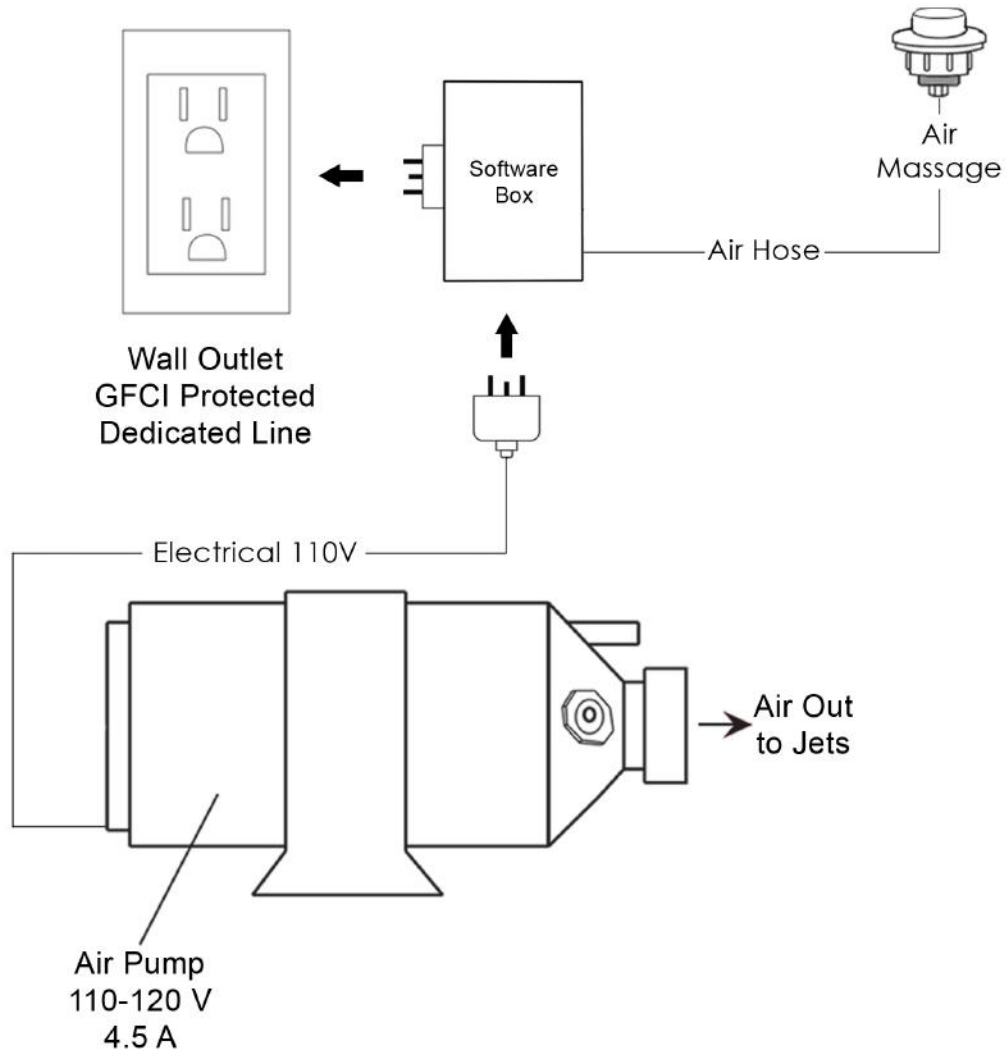 Software
Box
Air
Massage
Air Hose
Wall Outlet
GFCI Protected
Dedicated Line
Electrical 110V
Air Out
to Jets
Air Pump
110-120 V
4.5 A